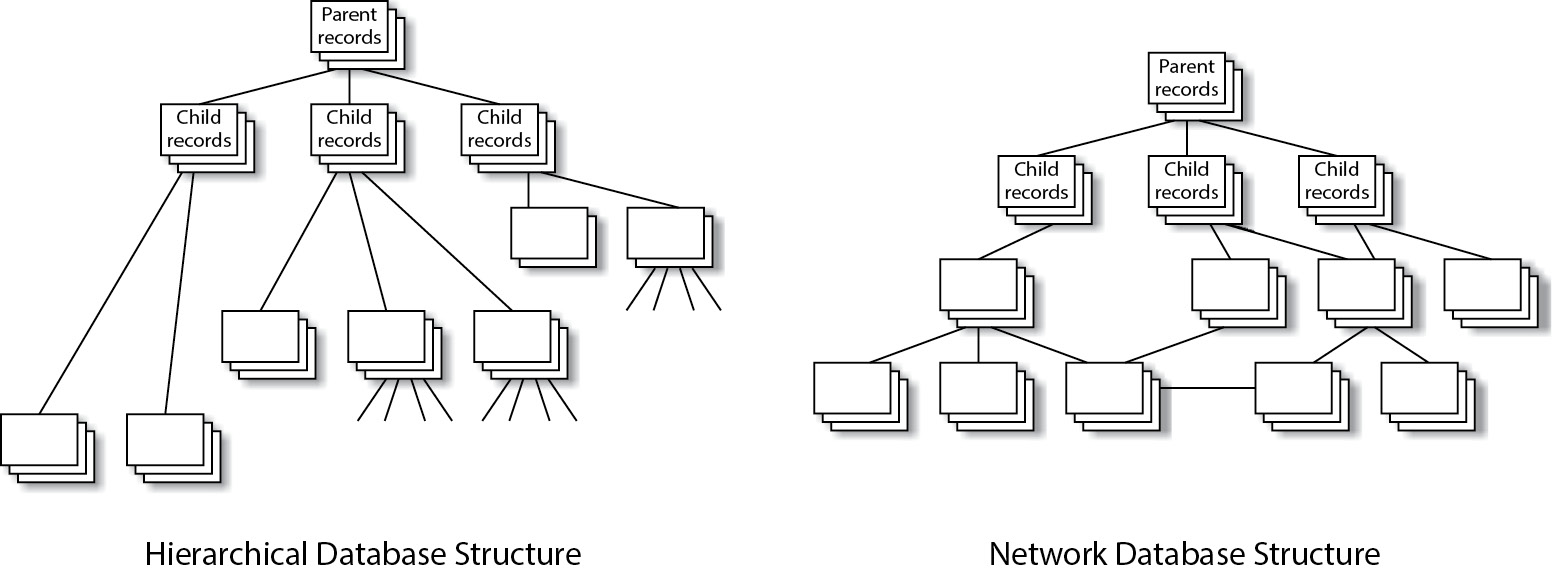 Parent
records
Child
records
Child
records
Child
records
Hierarchical Database Structure
Parent
records
Child
records
Child
records
Child
records
Network Database Structure